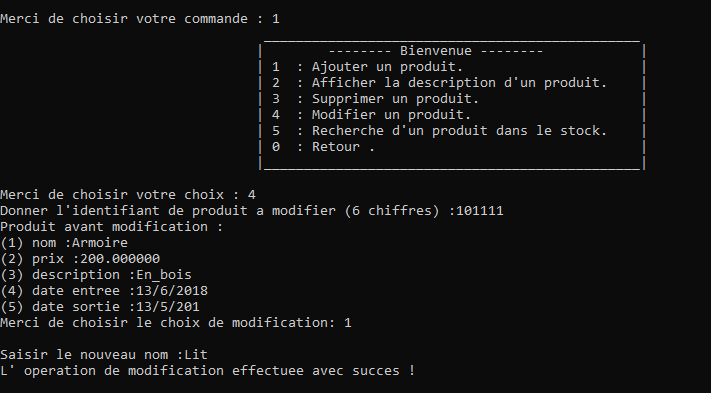 Merci de choisir votre commande : 1
-------- Bienvenue --------
1 : Ajouter un produit.
2 : Afficher la description d'un produit.
3 : Supprimer un produit.
4 : Modifier un produit.
5 : Recherche d'un produit dans le stock.
0 : Retour .
Merci de choisir votre choix : 4
Donner l'identifiant de produit a modifier (6 chiffres) :101111
Produit avant modification :
(1) nom :Armoire
(2) prix :200.000000
(3) description :En_bois
(4) date entree :13/6/2018
(5) date sortie :13/5/201
Merci de choisir le choix de modification: 1
Saisir le nouveau nom :Lit
L' operation de modification effectuee avec succes !